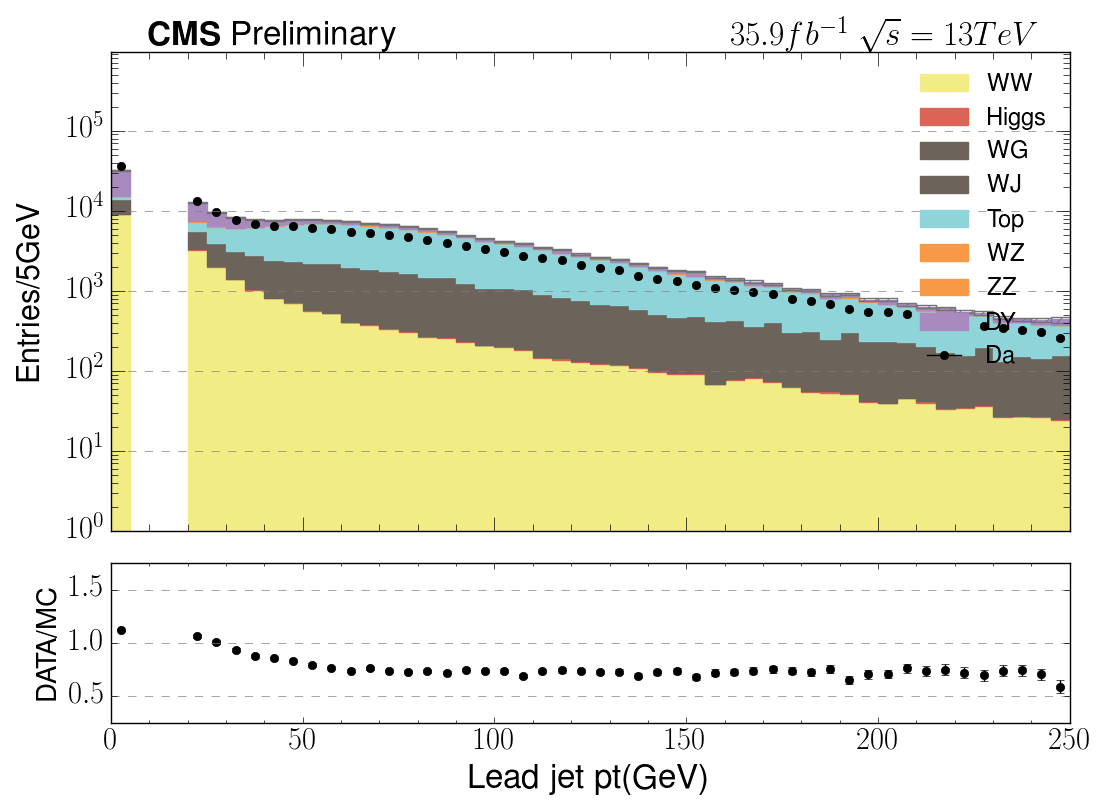 CMS Preliminary 35.9fb⁻¹ √s = 13TeV
Entries/5GeV
10⁵
10⁴
10³
10²
10¹
10⁰
WW
Higgs
WG
WJ
Top
WZ
ZZ
DY
Da
DATA/MC
1.5
1.0
0.5
0 50 100 150 200 250
Lead jet pt(GeV)